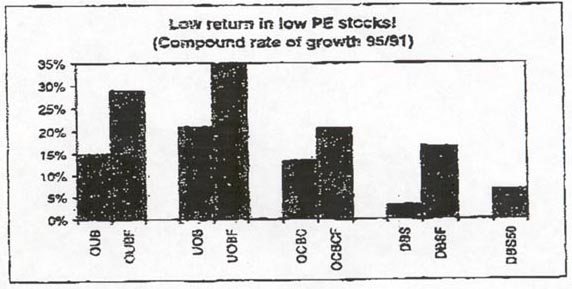 Low return in low PE stocks!
(Compound rate of growth 95/91)
35%
30%
25%
20%
15%
10%
5%
0%
OUB
OUBF
UOB
UOBF
OCBC
OCBCF
DBS
DBSF
DBS50